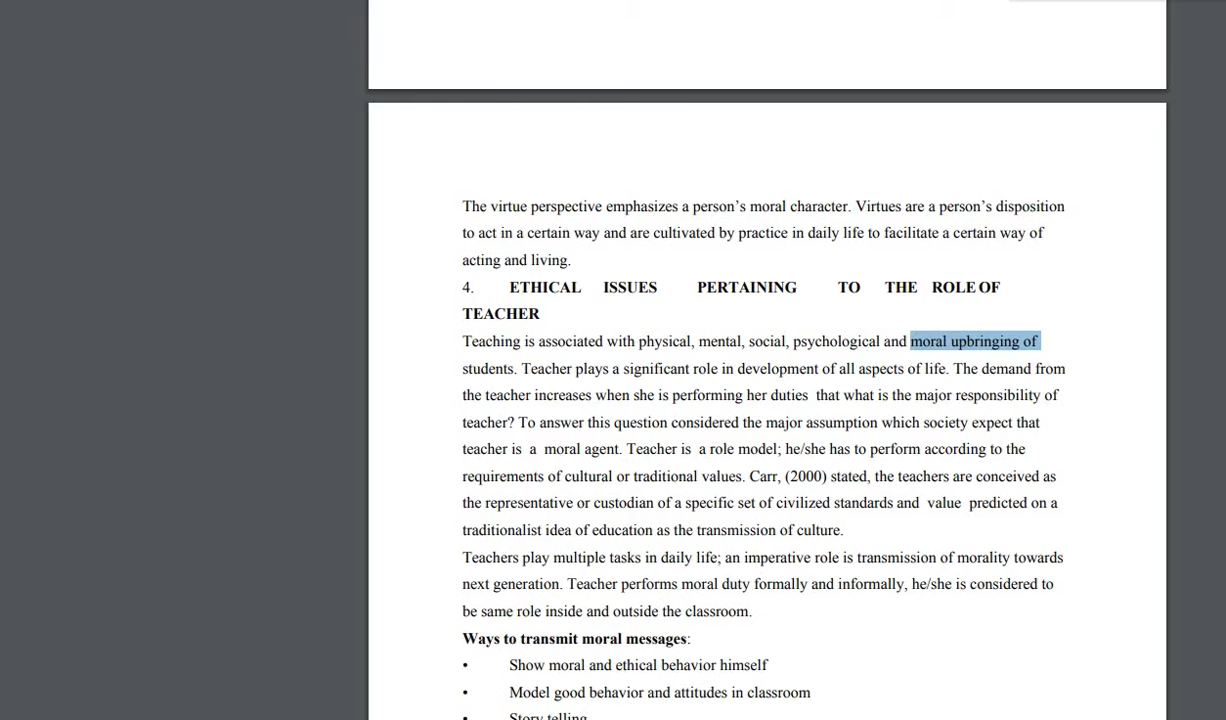 The virtue perspective emphasizes a person’s moral character. Virtues are a person’s disposition
to act in a certain way and are cultivated by practice in daily life to facilitate a certain way of
acting and living.
4. ETHICAL ISSUES PERTAINING TO THE ROLE OF
TEACHER
Teaching is associated with physical, mental, social, psychological and moral upbringing of
students. Teacher plays a significant role in development of all aspects of life. The demand from
the teacher increases when she is performing her duties that what is the major responsibility of
teacher? To answer this question considered the major assumption which society expect that
teacher is a moral agent. Teacher is a role model; he/she has to perform according to the
requirements of cultural or traditional values. Carr, (2000) stated, the teachers are conceived as
the representative or custodian of a specific set of civilized standards and value predicted on a
traditionalist idea of education as the transmission of culture.
Teachers play multiple tasks in daily life; an imperative role is transmission of morality towards
next generation. Teacher performs moral duty formally and informally, he/she is considered to
be same role inside and outside the classroom.
Ways to transmit moral messages:
• Show moral and ethical behavior himself
• Model good behavior and attitudes in classroom
• Story telling